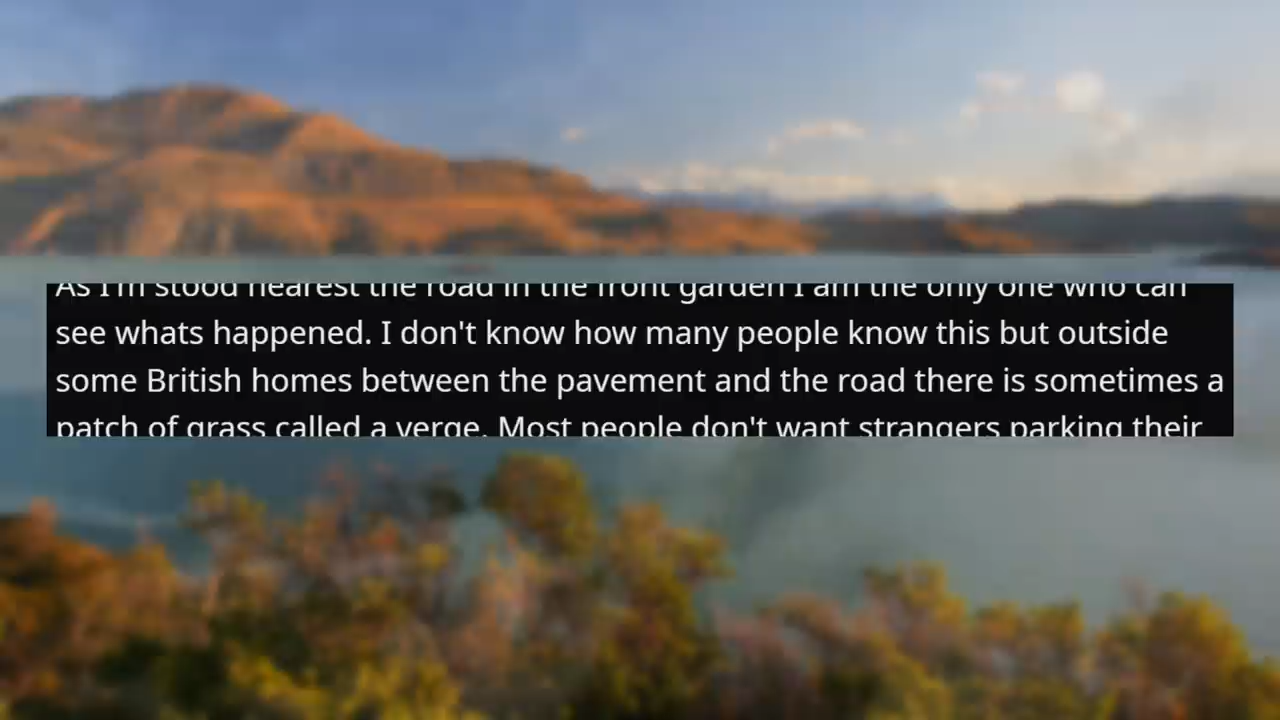 As I'm stood nearest the road in the front garden I am the only one who can
see whats happened. I don't know how many people know this but outside
some British homes between the pavement and the road there is sometimes a
patch of grass called a verge. Most people don't want strangers parking their